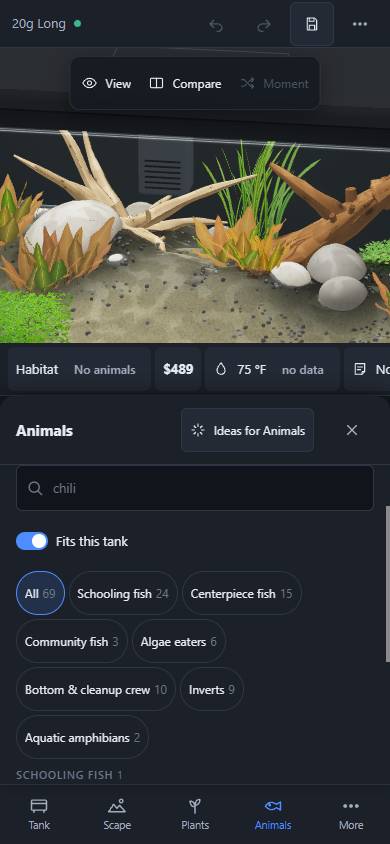 20g Long
View Compare Moment
Habitat No animals $489 75 °F no data
Animals Ideas for Animals
chili
Fits this tank
All 69 Schooling fish 24 Centerpiece fish 15
Community fish 3 Algae eaters 6
Bottom & cleanup crew 10 Inverts 9
Aquatic amphibians 2
SCHOOLING FISH 1
Tank Scape Plants Animals More